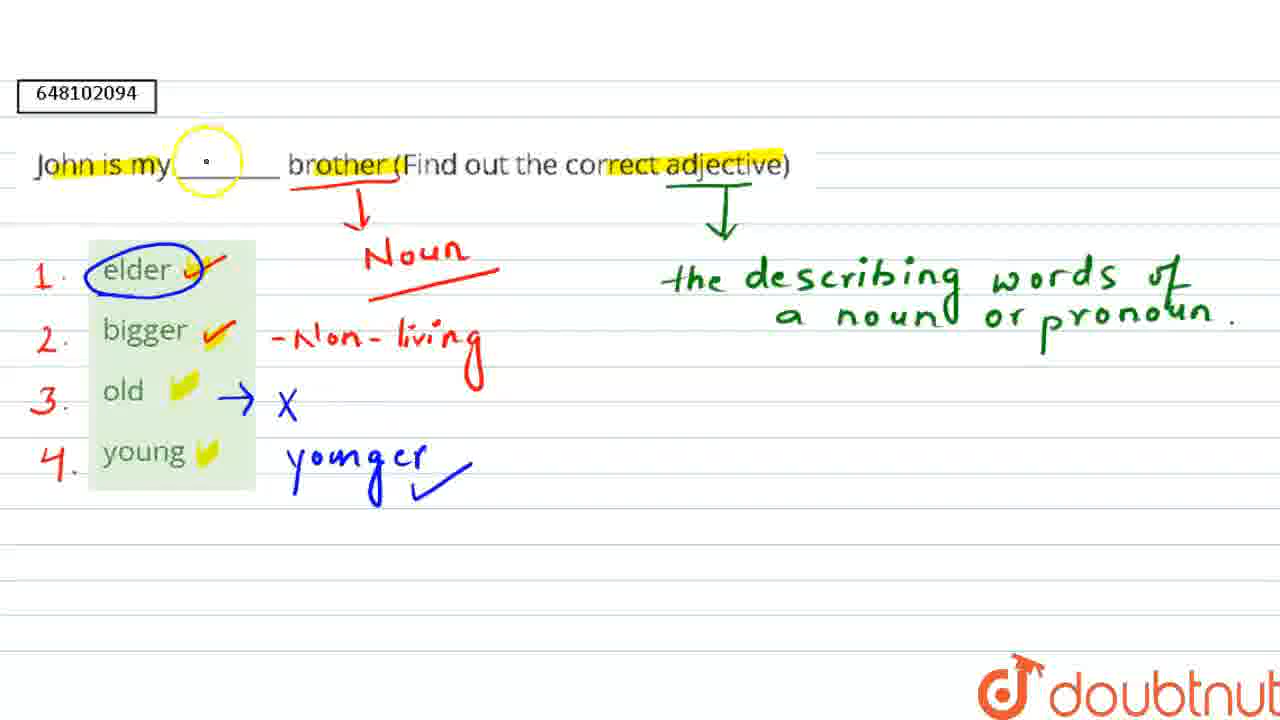 648102094
John is my ________ brother (Find out the correct adjective)
Noun
the describing words of
a noun or pronoun.
1. elder
2. bigger - Non-living
3. old → X
4. young younger
doubtnut